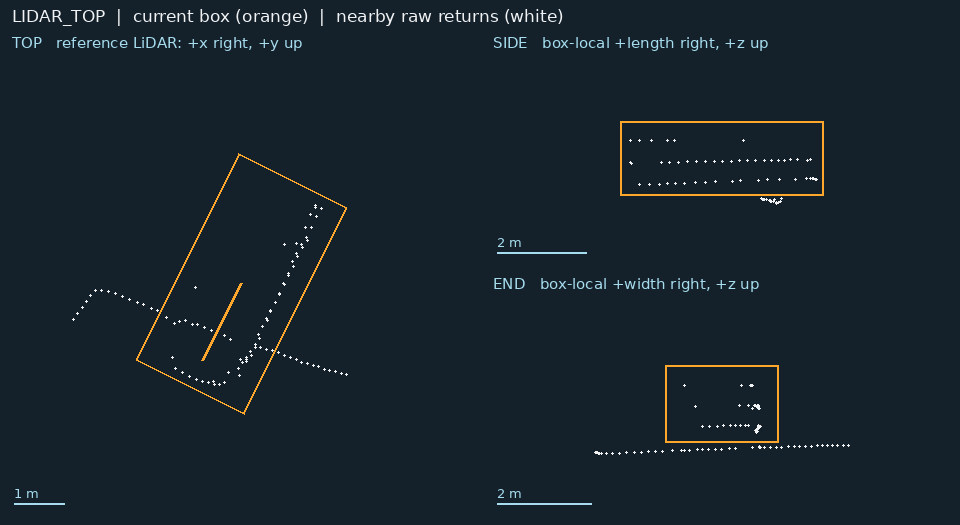 LIDAR_TOP | current box (orange) | nearby raw returns (white)
TOP reference LiDAR: +x right, +y up
SIDE box-local +length right, +z up
2 m
END box-local +width right, +z up
1 m
2 m